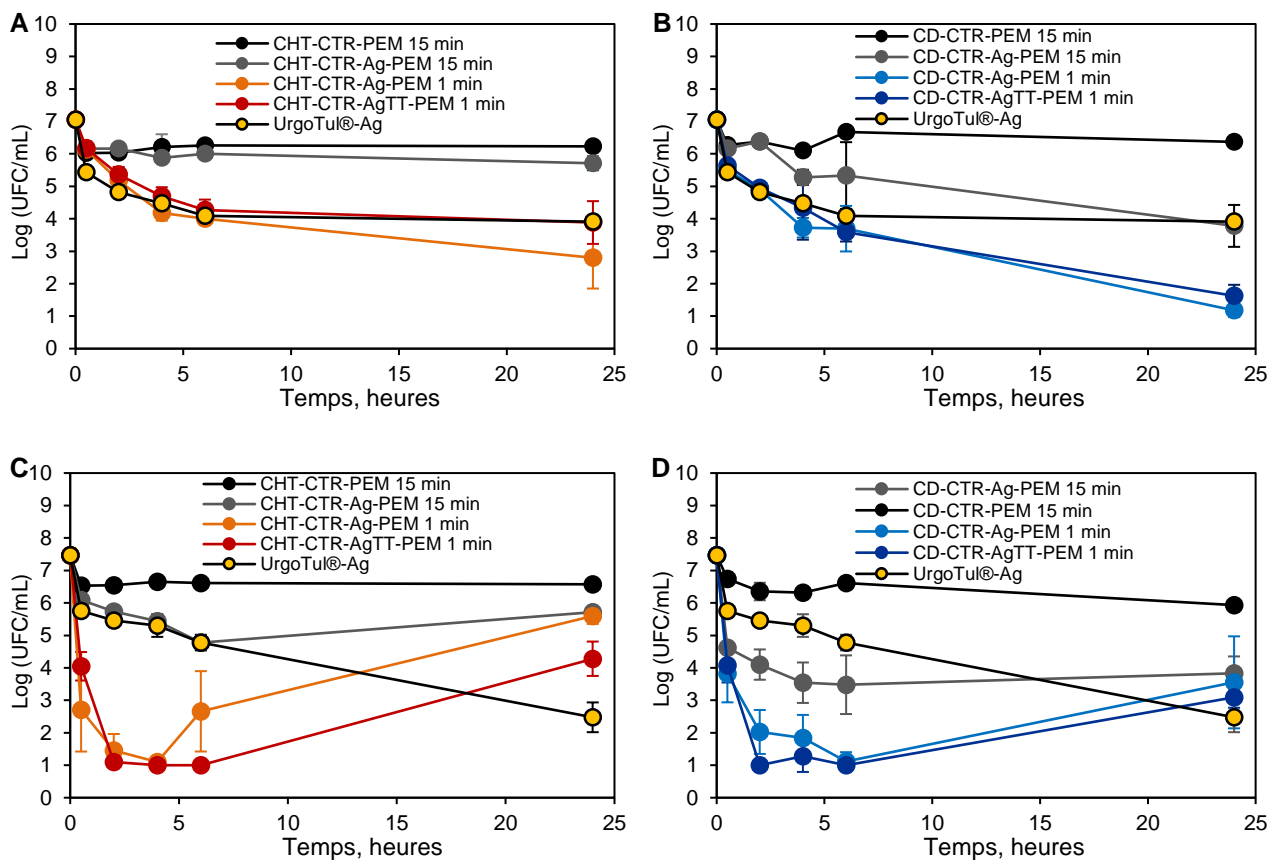 A
10
9
8
7
6
5
4
3
2
1
0
Log (UFC/mL)
CHT-CTR-PEM 15 min
CHT-CTR-Ag-PEM 15 min
CHT-CTR-Ag-PEM 1 min
CHT-CTR-AgTT-PEM 1 min
UrgoTul®-Ag
0 5 10 15 20 25
Temps, heures
B
10
9
8
7
6
5
4
3
2
1
0
Log (UFC/mL)
CD-CTR-PEM 15 min
CD-CTR-Ag-PEM 15 min
CD-CTR-Ag-PEM 1 min
CD-CTR-AgTT-PEM 1 min
UrgoTul®-Ag
0 5 10 15 20 25
Temps, heures
C
10
9
8
7
6
5
4
3
2
1
0
Log (UFC/mL)
CHT-CTR-PEM 15 min
CHT-CTR-Ag-PEM 15 min
CHT-CTR-Ag-PEM 1 min
CHT-CTR-AgTT-PEM 1 min
UrgoTul®-Ag
0 5 10 15 20 25
Temps, heures
D
10
9
8
7
6
5
4
3
2
1
0
Log (UFC/mL)
CD-CTR-Ag-PEM 15 min
CD-CTR-PEM 15 min
CD-CTR-Ag-PEM 1 min
CD-CTR-AgTT-PEM 1 min
UrgoTul®-Ag
0 5 10 15 20 25
Temps, heures